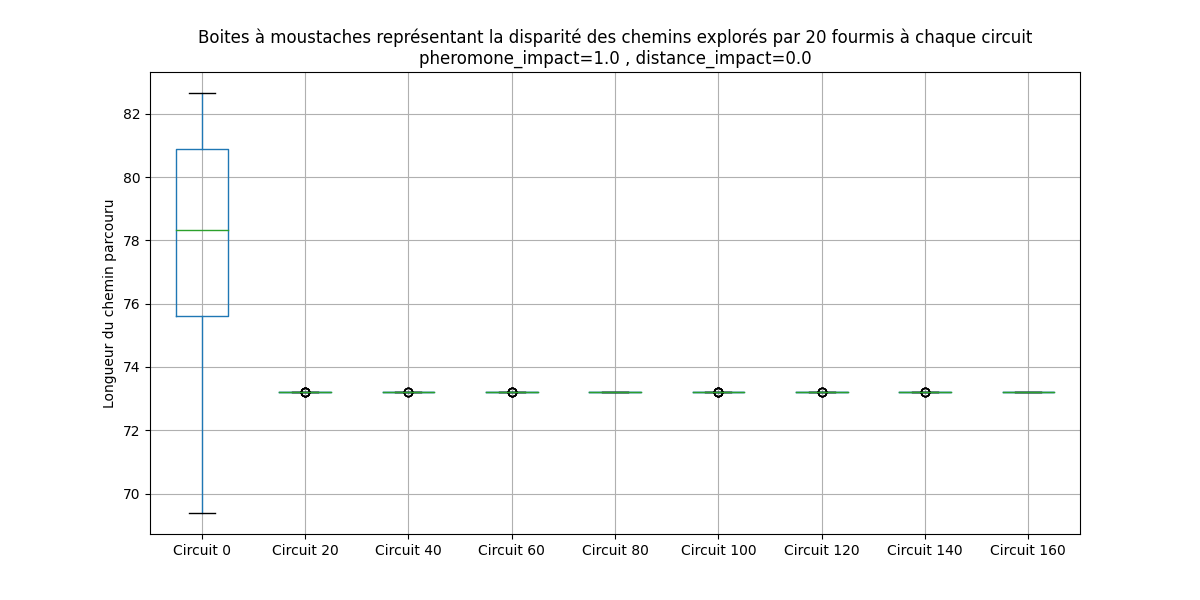 Boites à moustaches représentant la disparité des chemins explorés par 20 fourmis à chaque circuit
pheromone_impact=1.0 , distance_impact=0.0
Longueur du chemin parcouru
82
80
78
76
74
72
70
Circuit 0
Circuit 20
Circuit 40
Circuit 60
Circuit 80
Circuit 100
Circuit 120
Circuit 140
Circuit 160